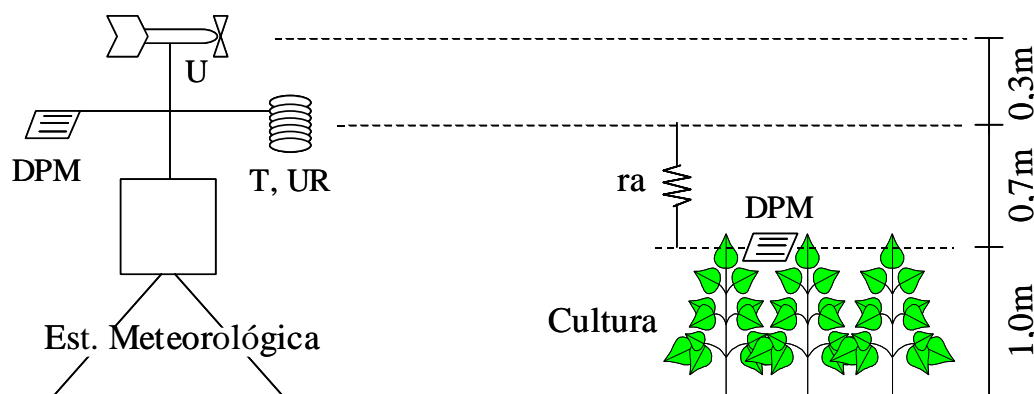 U
DPM
T, UR
Est. Meteorológica
ra
DPM
Cultura
0,3m
0,7m
1,0m